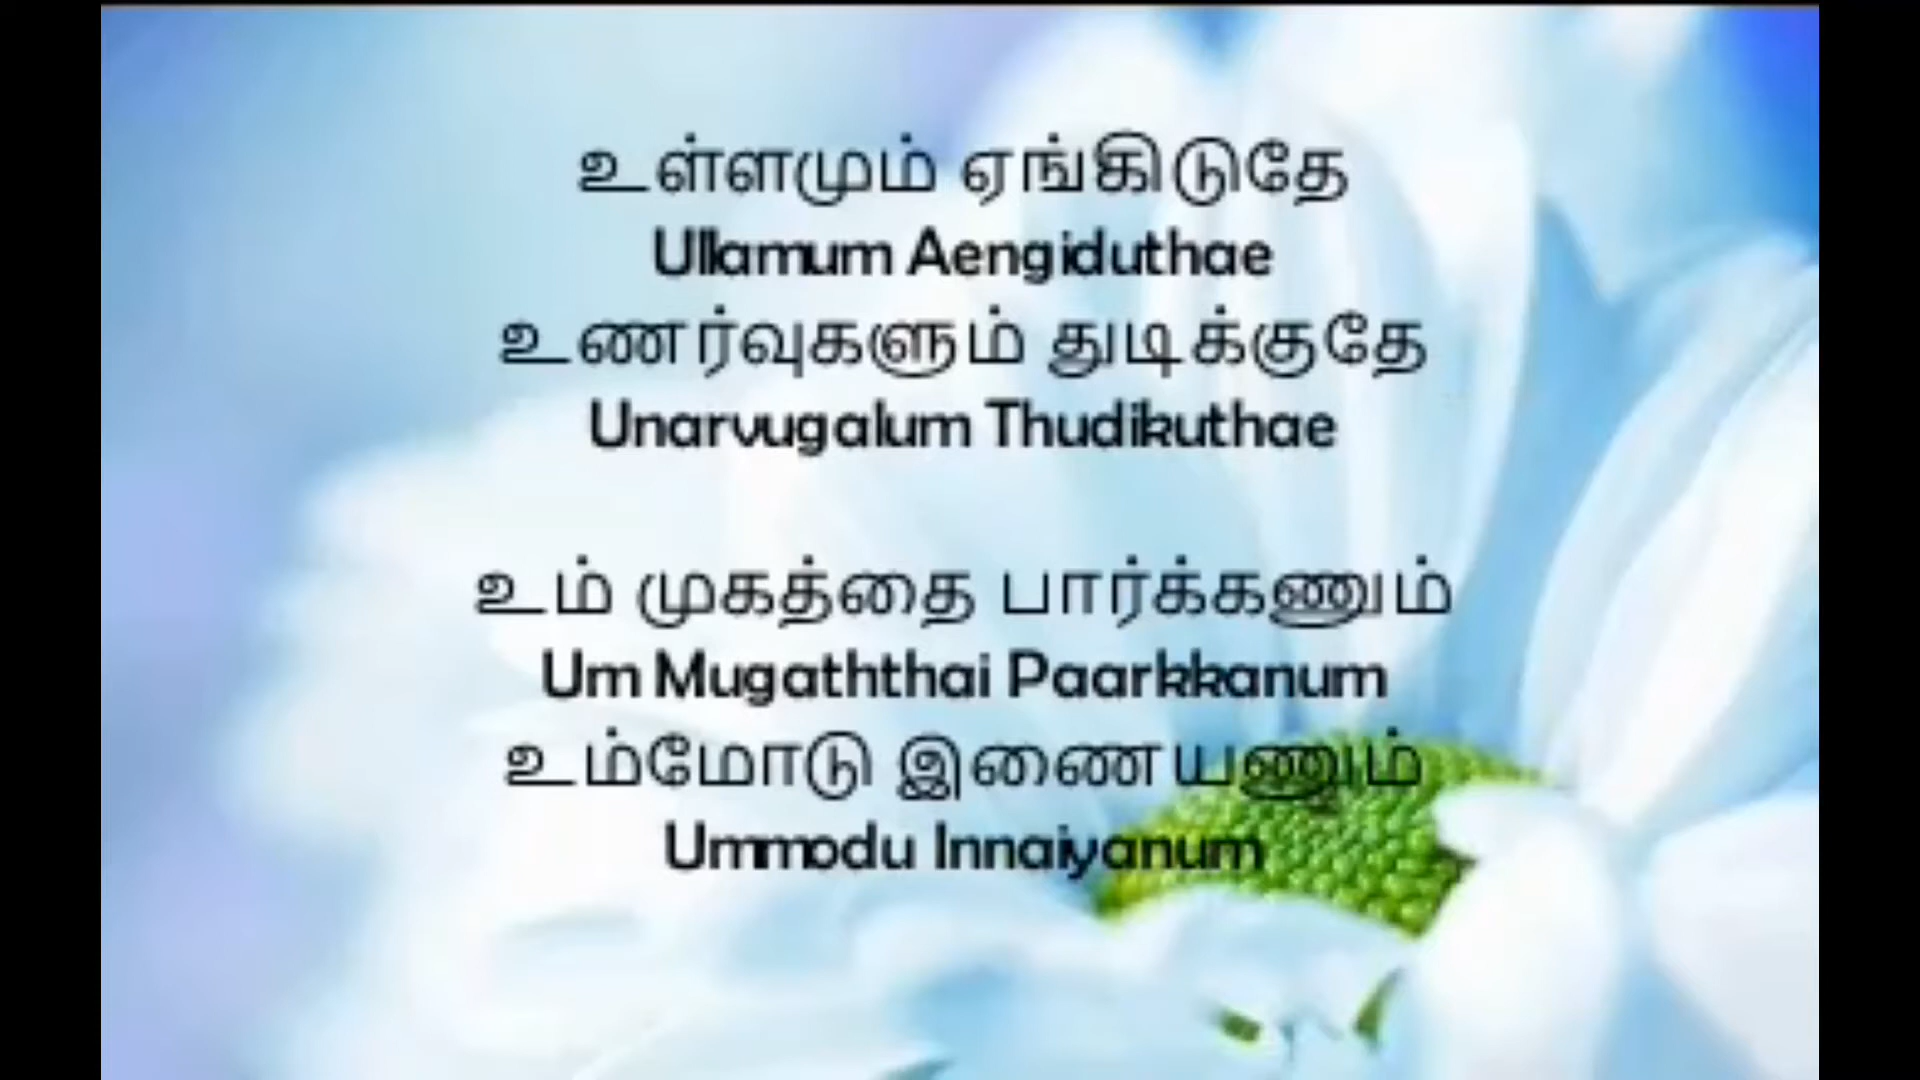 உள்ளமும் ஏங்கிடுதே
Ullamum Aengiduthae
உணர்வுகளும் துடிக்குதே
Unarvugalum Thudikuthae
உம் முகத்தை பார்க்கணும்
Um Mugaththai Paarkkanum
உம்மோடு இணையணும்
Ummodu Innaiyanum